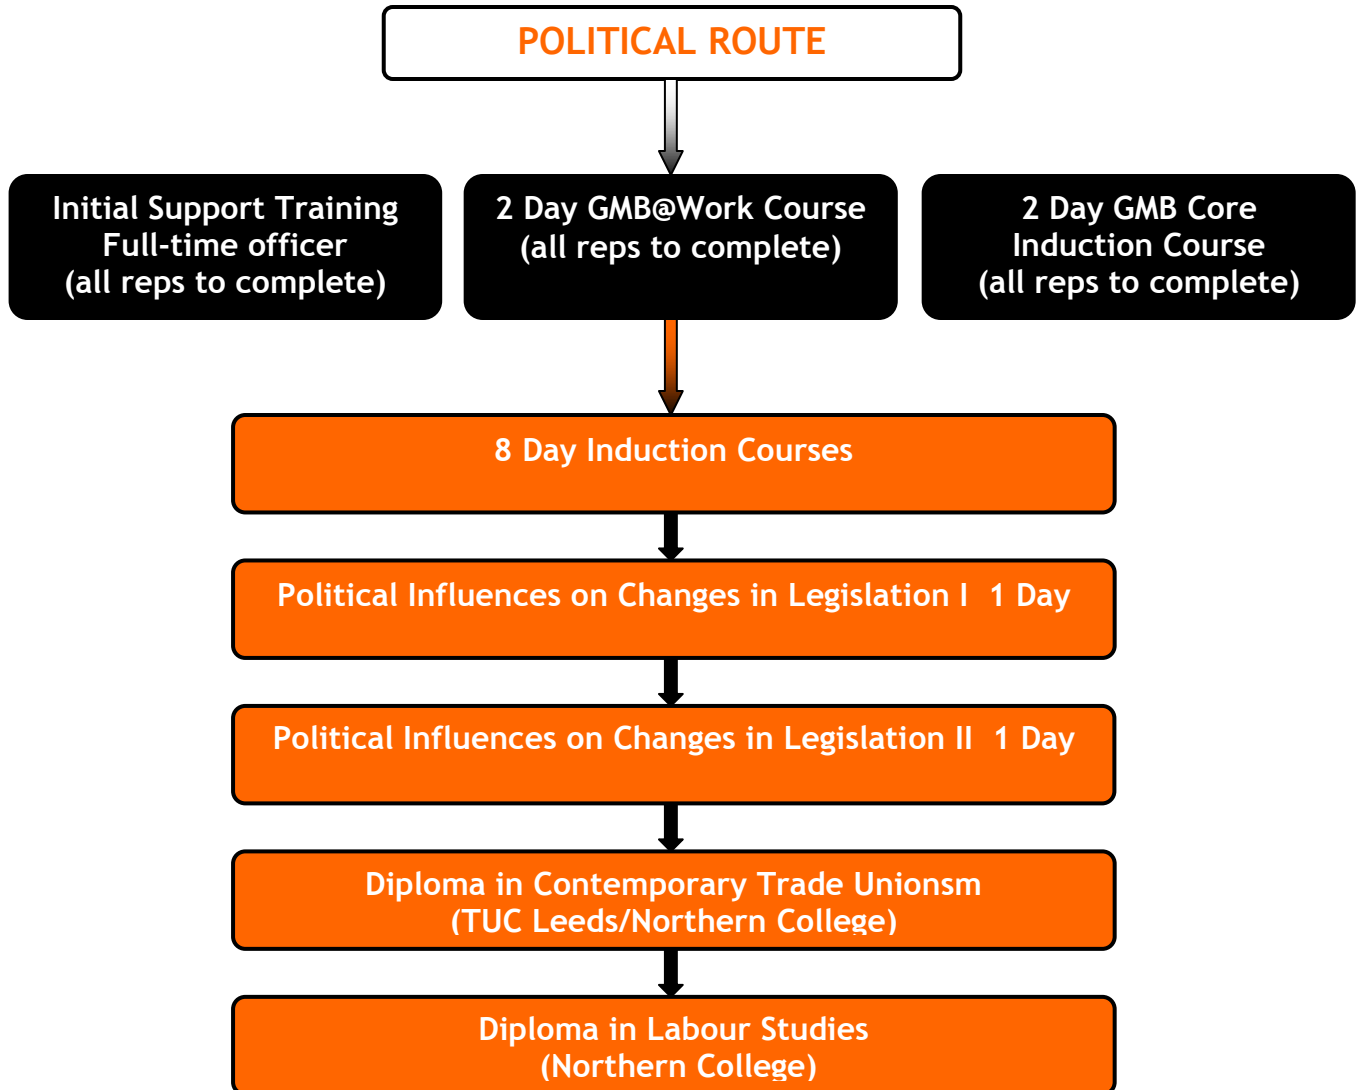 POLITICAL ROUTE
Initial Support Training
Full-time officer
(all reps to complete)
2 Day GMB@Work Course
(all reps to complete)
2 Day GMB Core
Induction Course
(all reps to complete)
8 Day Induction Courses
Political Influences on Changes in Legislation I 1 Day
Political Influences on Changes in Legislation II 1 Day
Diploma in Contemporary Trade Unionsm
(TUC Leeds/Northern College)
Diploma in Labour Studies
(Northern College)